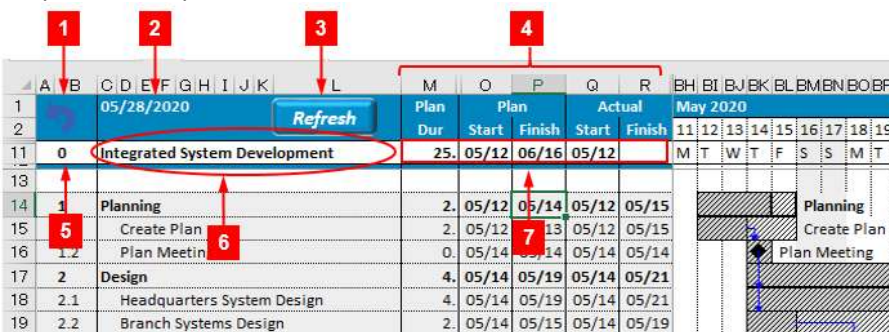 1 2 3 4
A B C D E F G H I J K L M O P Q R BH BI BJ BK BL BM BN BO BP
1 05/28/2020 Refresh Plan Plan Actual May 2020
2 Dur Start Finish Start Finish 11 12 13 14 15 16 17 18 19
11 0 Integrated System Development 25. 05/12 06/16 05/12 M T W T F S S M T
13
14 1 Planning 2. 05/12 05/14 05/12 05/15 Planning
15 5 Create Plan 6 2. 05/12 7 13 05/12 05/15 Create Plan
16 1.2 Plan Meetin 0. 05/14 05/14 05/14 05/14 Plan Meeting
17 2 Design 4. 05/14 05/19 05/14 05/21
18 2.1 Headquarters System Design 4. 05/14 05/19 05/14 05/21
19 2.2 Branch Systems Design 2. 05/14 05/15 05/14 05/19